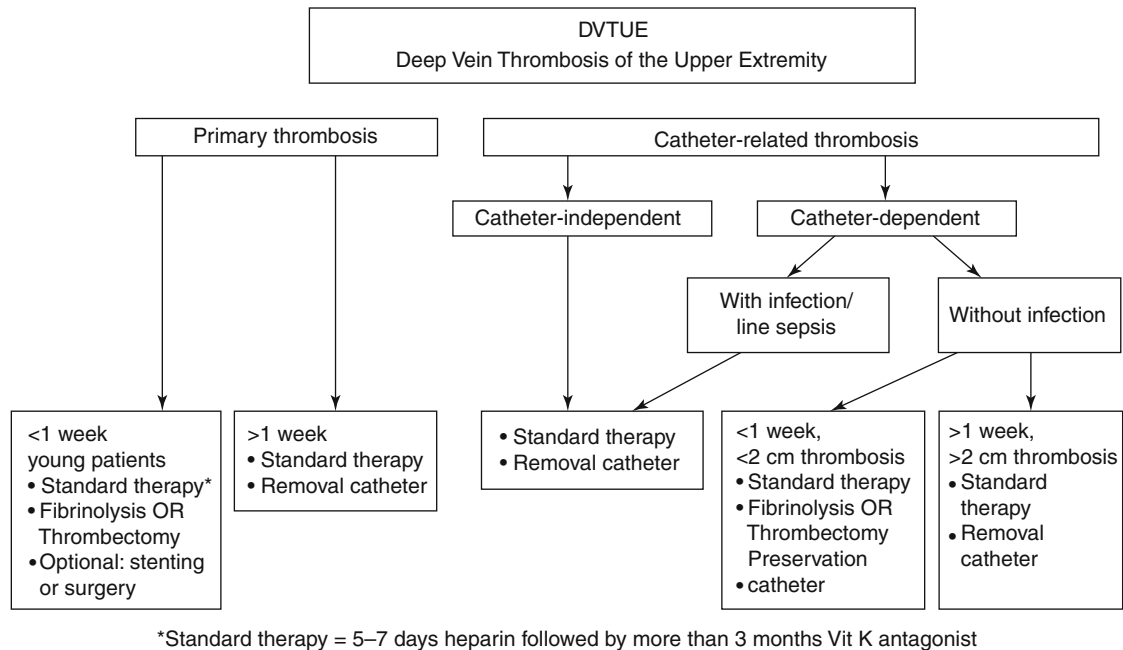 DVTUE
Deep Vein Thrombosis of the Upper Extremity
Primary thrombosis
Catheter-related thrombosis
Catheter-independent
Catheter-dependent
With infection/
line sepsis
Without infection
<1 week
young patients
• Standard therapy*
• Fibrinolysis OR
Thrombectomy
• Optional: stenting
or surgery
>1 week
• Standard therapy
• Removal catheter
• Standard therapy
• Removal catheter
<1 week,
<2 cm thrombosis
• Standard therapy
• Fibrinolysis OR
Thrombectomy
Preservation
• catheter
>1 week,
>2 cm thrombosis
• Standard
therapy
• Removal
catheter
*Standard therapy = 5–7 days heparin followed by more than 3 months Vit K antagonist